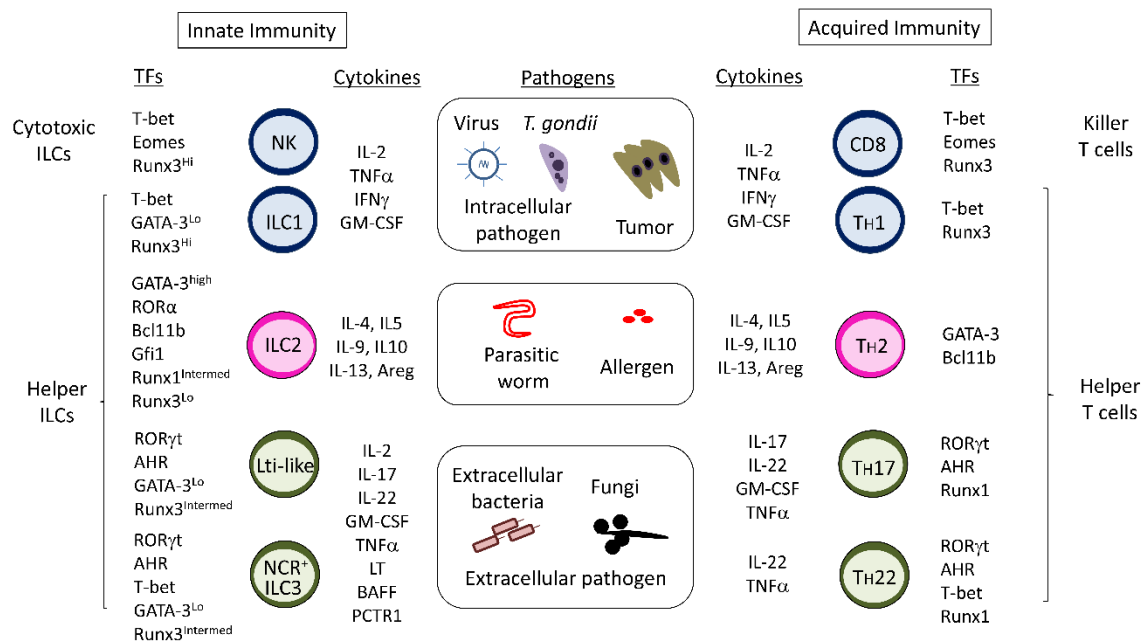 Innate Immunity
Acquired Immunity
TFs
Cytokines
Pathogens
Cytokines
TFs
Cytotoxic
ILCs
T-bet
Eomes
Runx3Hi
NK
IL-2
TNFα
IFNγ
GM-CSF
Virus
T. gondii
Intracellular
pathogen
Tumor
IL-2
TNFα
IFNγ
GM-CSF
CD8
T-bet
Eomes
Runx3
Killer
T cells
T-bet
GATA-3Lo
Runx3Hi
ILC1
TH1
T-bet
Runx3
Helper
ILCs
GATA-3high
RORα
Bcl11b
Gfi1
Runx1Intermed
Runx3Lo
ILC2
IL-4, IL5
IL-9, IL10
IL-13, Areg
Parasitic
worm
Allergen
IL-4, IL5
IL-9, IL10
IL-13, Areg
TH2
GATA-3
Bcl11b
Helper
T cells
RORγt
AHR
GATA-3Lo
Runx3Intermed
Lti-like
IL-2
IL-17
IL-22
GM-CSF
TNFα
LT
BAFF
PCTR1
Extracellular
bacteria
Fungi
Extracellular pathogen
IL-17
IL-22
GM-CSF
TNFα
TH17
RORγt
AHR
Runx1
RORγt
AHR
T-bet
GATA-3Lo
Runx3Intermed
NCR+
ILC3
IL-22
TNFα
TH22
RORγt
AHR
T-bet
Runx1